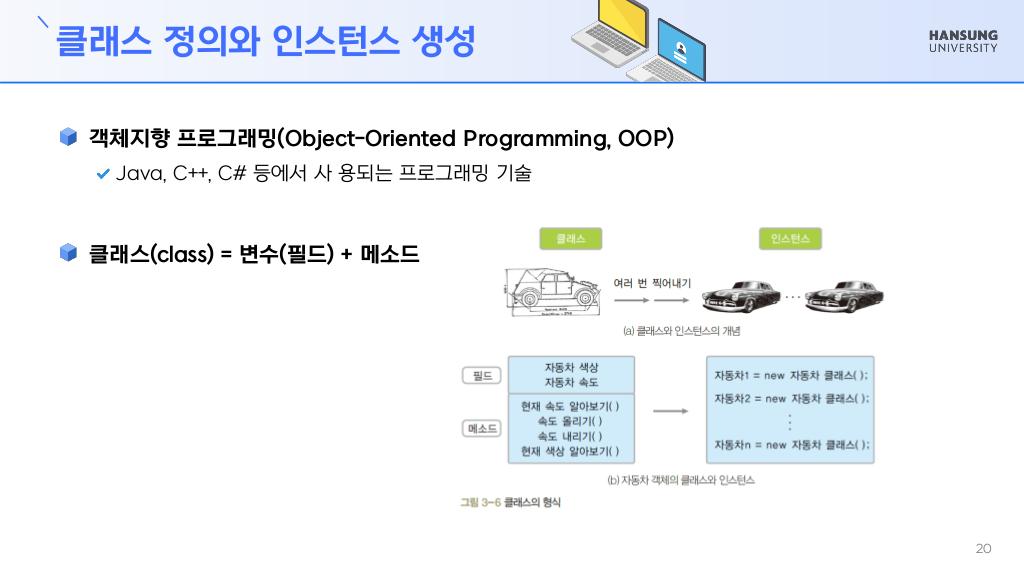 클래스 정의와 인스턴스 생성
HANSUNG
UNIVERSITY
객체지향 프로그래밍(Object-Oriented Programming, OOP)
Java, C++, C# 등에서 사 용되는 프로그래밍 기술
클래스(class) = 변수(필드) + 메소드
클래스
인스턴스
여러 번 찍어내기
...
(a) 클래스와 인스턴스의 개념
필드
자동차 색상
자동차 속도
메소드
현재 속도 알아보기( )
속도 올리기( )
속도 내리기( )
현재 색상 알아보기( )
자동차1 = new 자동차 클래스( );
자동차2 = new 자동차 클래스( );
⋮
자동차n = new 자동차 클래스( );
(b) 자동차 객체의 클래스와 인스턴스
그림 3-6 클래스의 형식
20